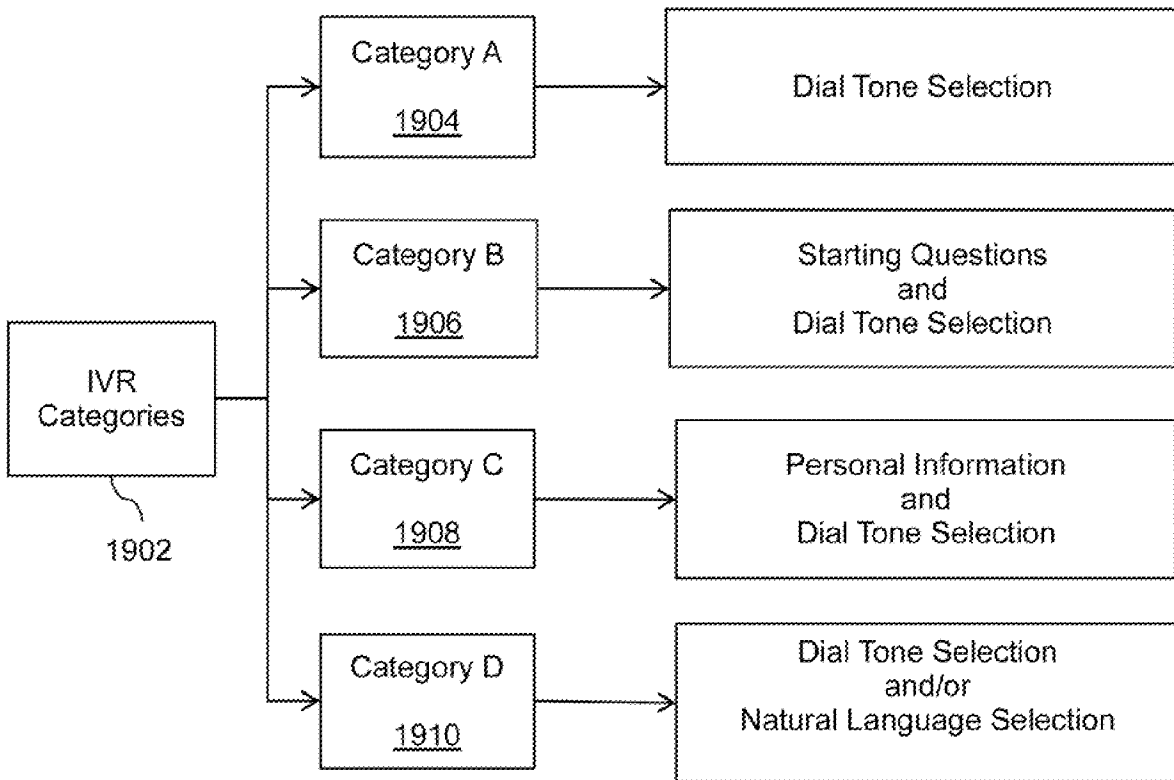 Category A
1904
Dial Tone Selection
Category B
1906
Starting Questions
and
Dial Tone Selection
IVR
Categories
1902
Category C
1908
Personal Information
and
Dial Tone Selection
Category D
1910
Dial Tone Selection
and/or
Natural Language Selection